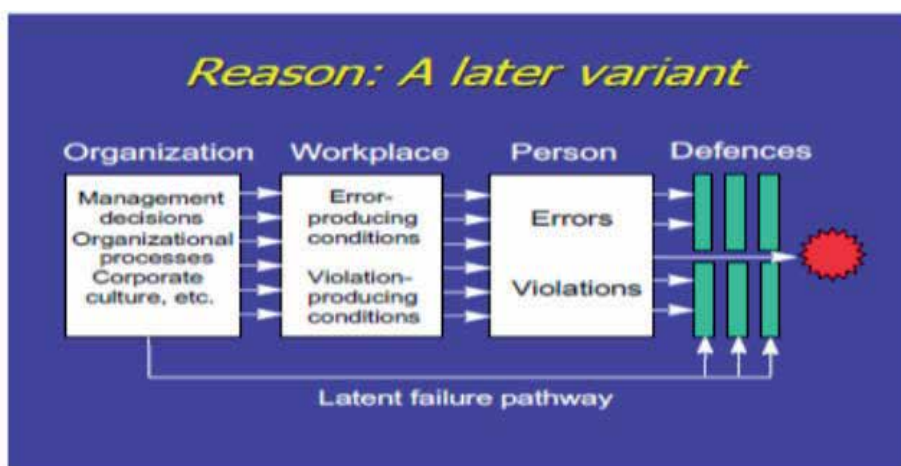 Reason: A later variant
Organization
Workplace
Person
Defences
Management
decisions
Organizational
processes
Corporate
culture, etc.
Error-
producing
conditions
Violation-
producing
conditions
Errors
Violations
Latent failure pathway